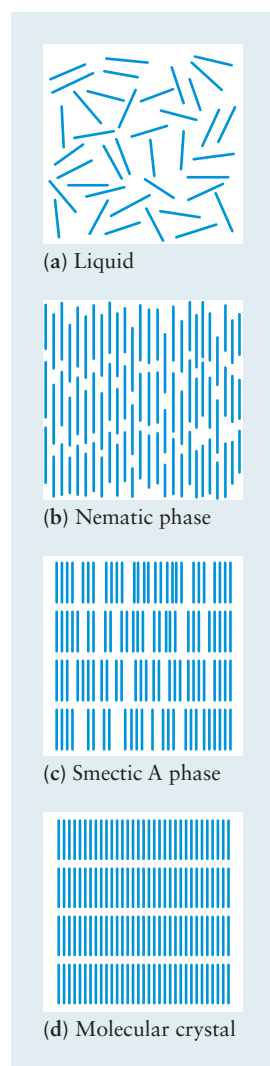 (a) Liquid
(b) Nematic phase
(c) Smectic A phase
(d) Molecular crystal